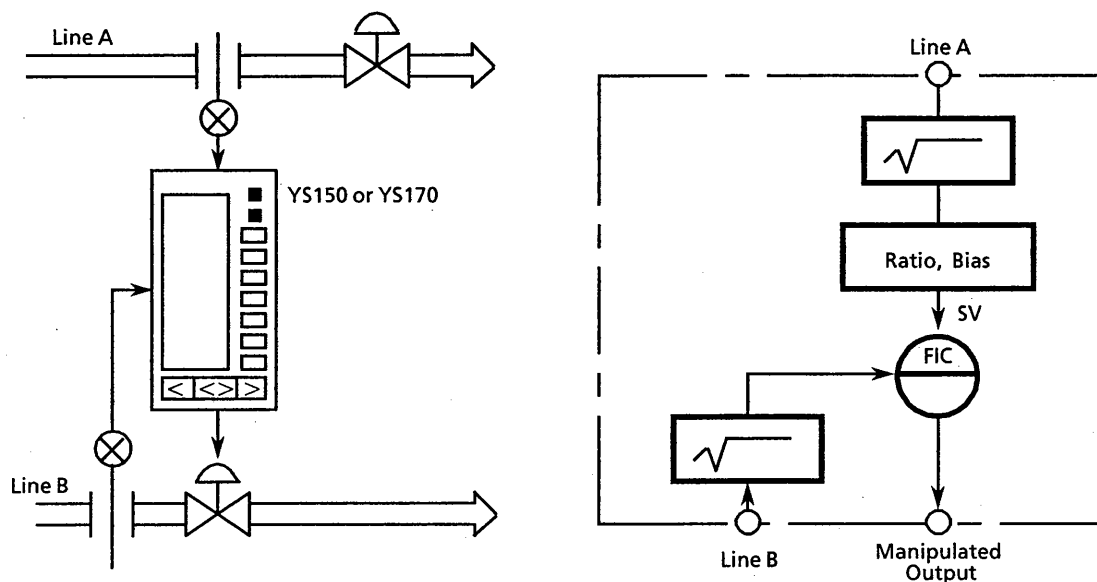 Line A
YS150 or YS170
< <> >
Line B
Line A
√
Ratio, Bias
SV
FIC
√
Line B
Manipulated
Output